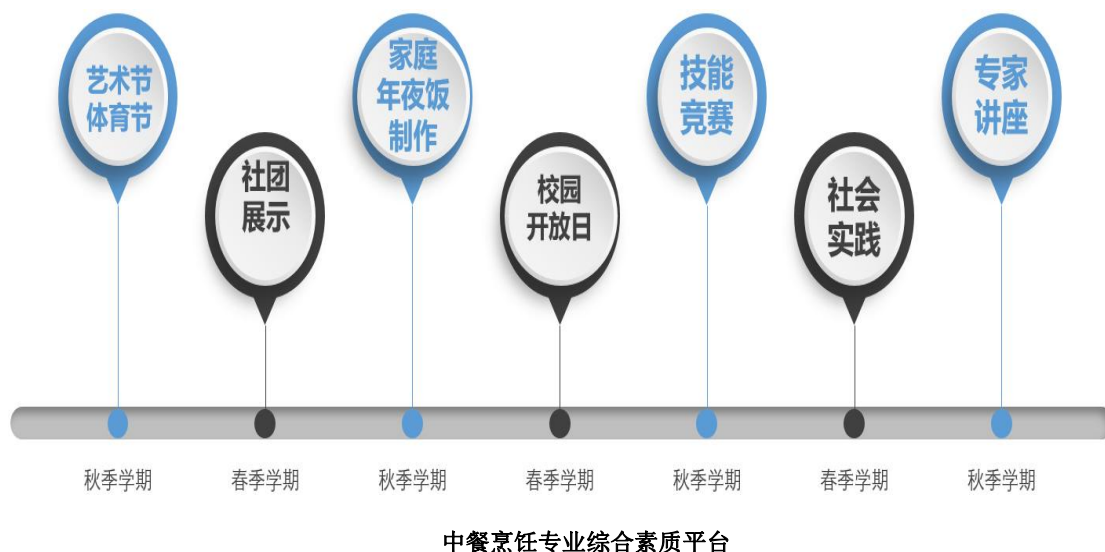 艺术节
体育节
社团
展示
家庭
年夜饭
制作
校园
开放日
技能
竞赛
社会
实践
专家
讲座
秋季学期
春季学期
秋季学期
春季学期
秋季学期
春季学期
秋季学期
中餐烹饪专业综合素质平台